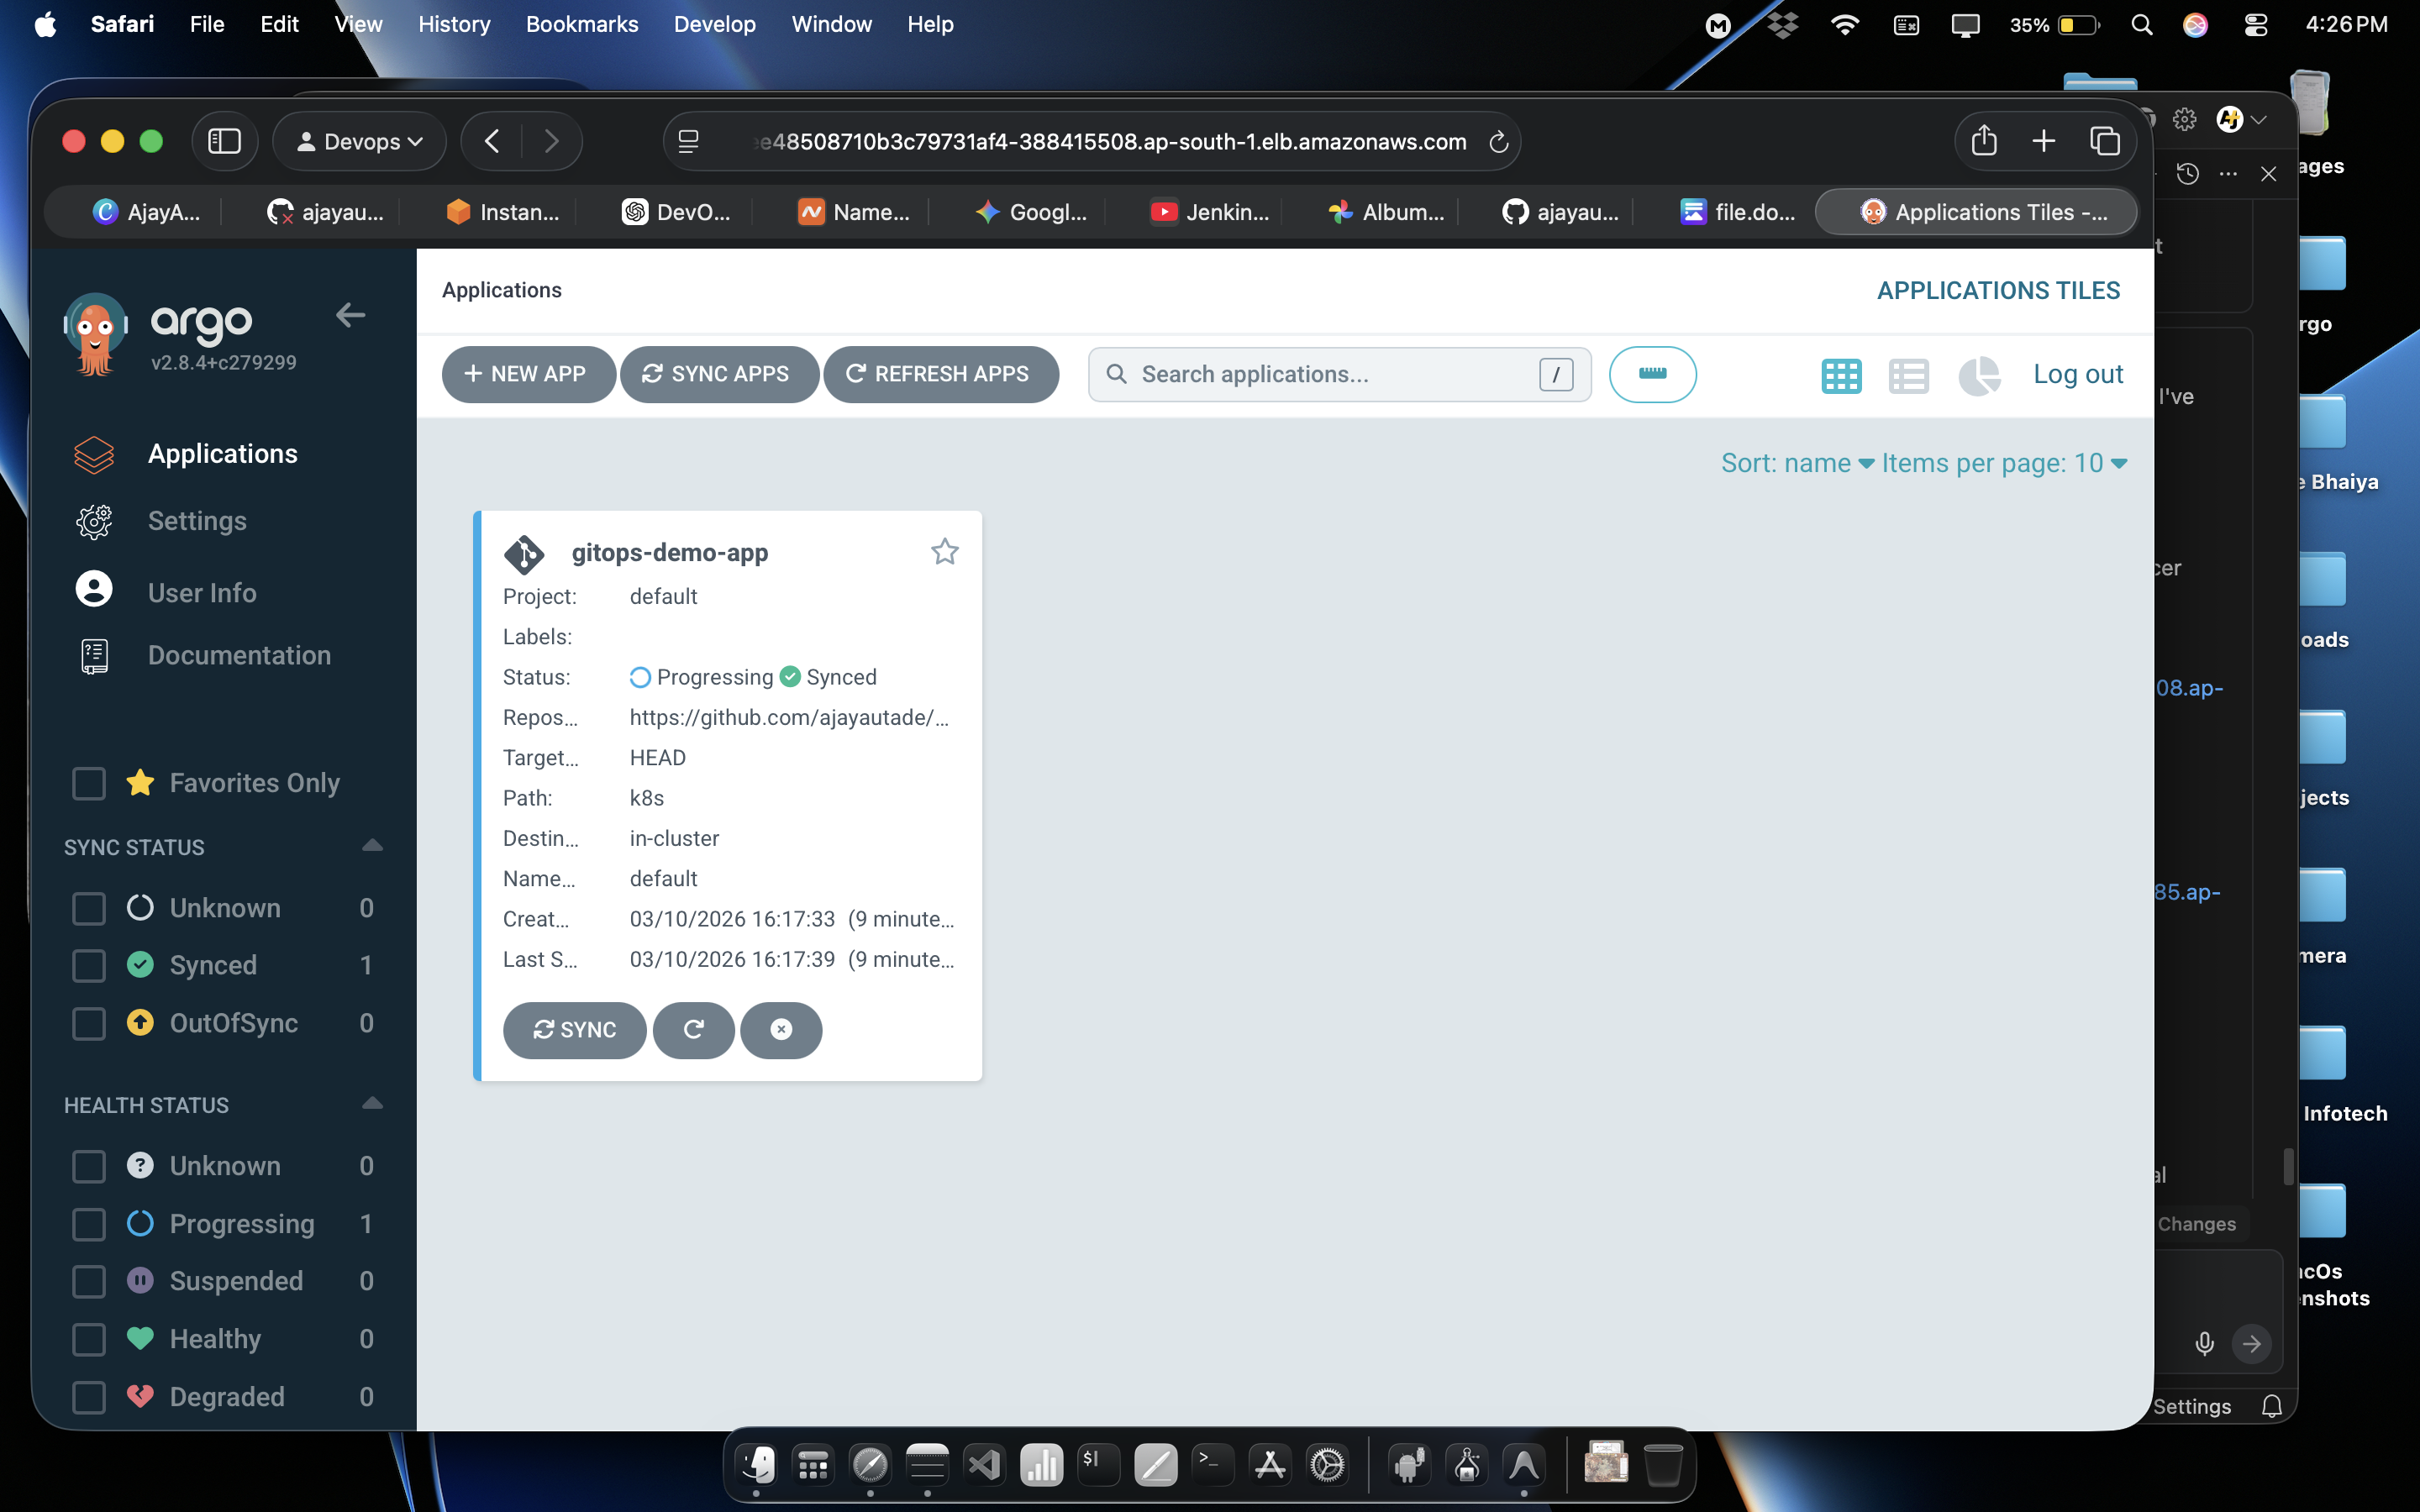 Safari File Edit View History Bookmarks Develop Window Help 35% 4:26 PM
Devops
e48508710b3c79731af4-388415508.ap-south-1.elb.amazonaws.com
AjayA...
ajayau...
Instan...
DevO...
Name...
Googl...
Jenkin...
Album...
ajayau...
file.do...
Applications Tiles -...
argo
v2.8.4+c279299
Applications
Settings
User Info
Documentation
Favorites Only
SYNC STATUS
Unknown 0
Synced 1
OutOfSync 0
HEALTH STATUS
Unknown 0
Progressing 1
Suspended 0
Healthy 0
Degraded 0
Applications
APPLICATIONS TILES
+ NEW APP
SYNC APPS
REFRESH APPS
Search applications... /
Log out
Sort: name Items per page: 10
gitops-demo-app
Project: default
Labels:
Status: Progressing Synced
Repos... https://github.com/ajayautade/...
Target... HEAD
Path: k8s
Destin... in-cluster
Name... default
Creat... 03/10/2026 16:17:33 (9 minute...
Last S... 03/10/2026 16:17:39 (9 minute...
SYNC
I've
08.ap-
85.ap-
Changes
Settings
ages
rgo
e Bhaiya
oads
jects
mera
Infotech
cOs
enshots